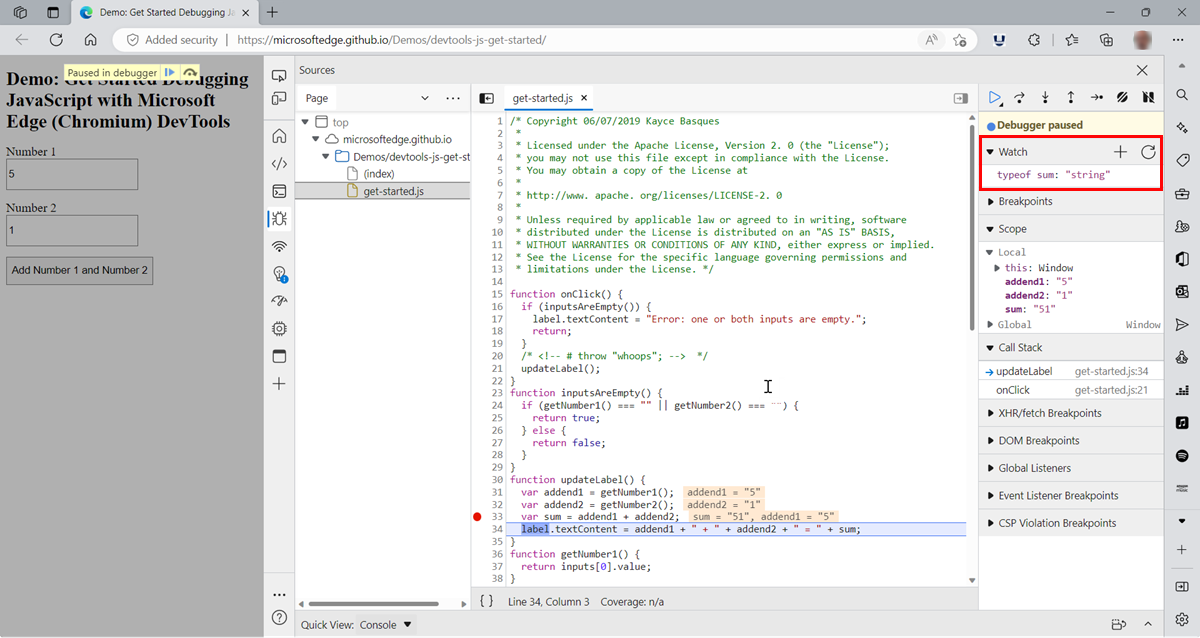 Demo: Get Started Debugging Ja
Added security
https://microsoftedge.github.io/Demos/devtools-js-get-started/
Paused in debugger
Demo: Get Started Debugging
JavaScript with Microsoft
Edge (Chromium) DevTools
Number 1
5
Number 2
1
Add Number 1 and Number 2
Sources
Page
top
microsoftedge.github.io
Demos/devtools-js-get-st
(index)
get-started.js
get-started.js
1 /* Copyright 06/07/2019 Kayce Basques
2 *
3 * Licensed under the Apache License, Version 2. 0 (the "License");
4 * you may not use this file except in compliance with the License.
5 * You may obtain a copy of the License at
6 *
7 * http://www. apache. org/licenses/LICENSE-2. 0
8 *
9 * Unless required by applicable law or agreed to in writing, software
10 * distributed under the License is distributed on an "AS IS" BASIS,
11 * WITHOUT WARRANTIES OR CONDITIONS OF ANY KIND, either express or implied.
12 * See the License for the specific language governing permissions and
13 * limitations under the License. */
14
15 function onClick() {
16 if (inputsAreEmpty()) {
17 label.textContent = "Error: one or both inputs are empty.";
18 return;
19 }
20 /* <!-- # throw "whoops"; --> */
21 updateLabel();
22 }
23 function inputsAreEmpty() {
24 if (getNumber1() === "" || getNumber2() === "") {
25 return true;
26 } else {
27 return false;
28 }
29 }
30 function updateLabel() {
31 var addend1 = getNumber1(); addend1 = "5"
32 var addend2 = getNumber2(); addend2 = "1"
33 var sum = addend1 + addend2; sum = "51", addend1 = "5"
34 label.textContent = addend1 + " + " + addend2 + " = " + sum;
35 }
36 function getNumber1() {
37 return inputs[0].value;
38 }
{ } Line 34, Column 3 Coverage: n/a
Debugger paused
Watch
typeof sum: "string"
Breakpoints
Scope
Local
this: Window
addend1: "5"
addend2: "1"
sum: "51"
Global Window
Call Stack
updateLabel get-started.js:34
onClick get-started.js:21
XHR/fetch Breakpoints
DOM Breakpoints
Global Listeners
Event Listener Breakpoints
CSP Violation Breakpoints
Quick View: Console